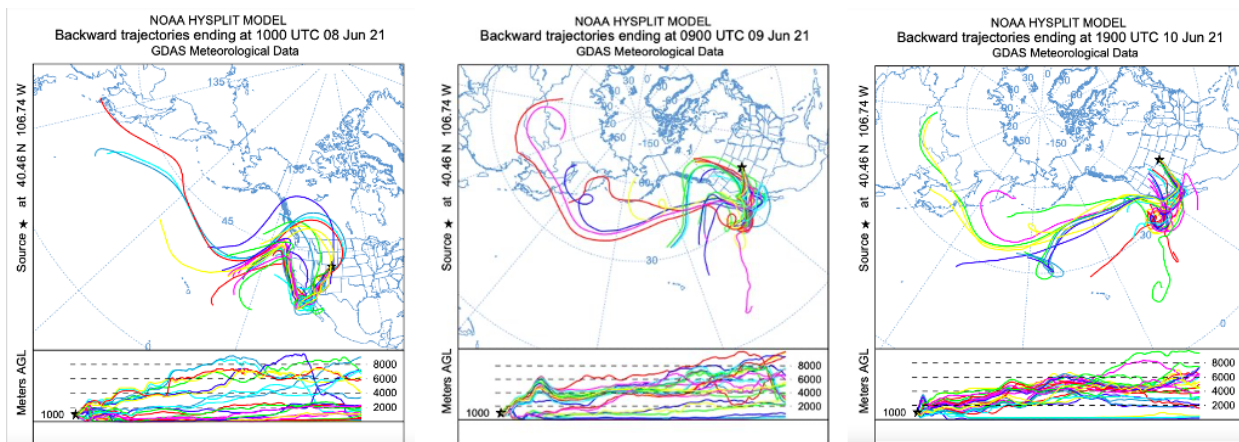 NOAA HYSPLIT MODEL
Backward trajectories ending at 1000 UTC 08 Jun 21
GDAS Meteorological Data
Source ★ at 40.46 N 106.74 W
135
45
Meters AGL
1000
8000
6000
4000
2000
NOAA HYSPLIT MODEL
Backward trajectories ending at 0900 UTC 09 Jun 21
GDAS Meteorological Data
Source ★ at 40.46 N 106.74 W
-150
30
Meters AGL
1000
8000
6000
4000
2000
NOAA HYSPLIT MODEL
Backward trajectories ending at 1900 UTC 10 Jun 21
GDAS Meteorological Data
Source ★ at 40.46 N 106.74 W
-150
30
0
Meters AGL
1000
8000
6000
4000
2000